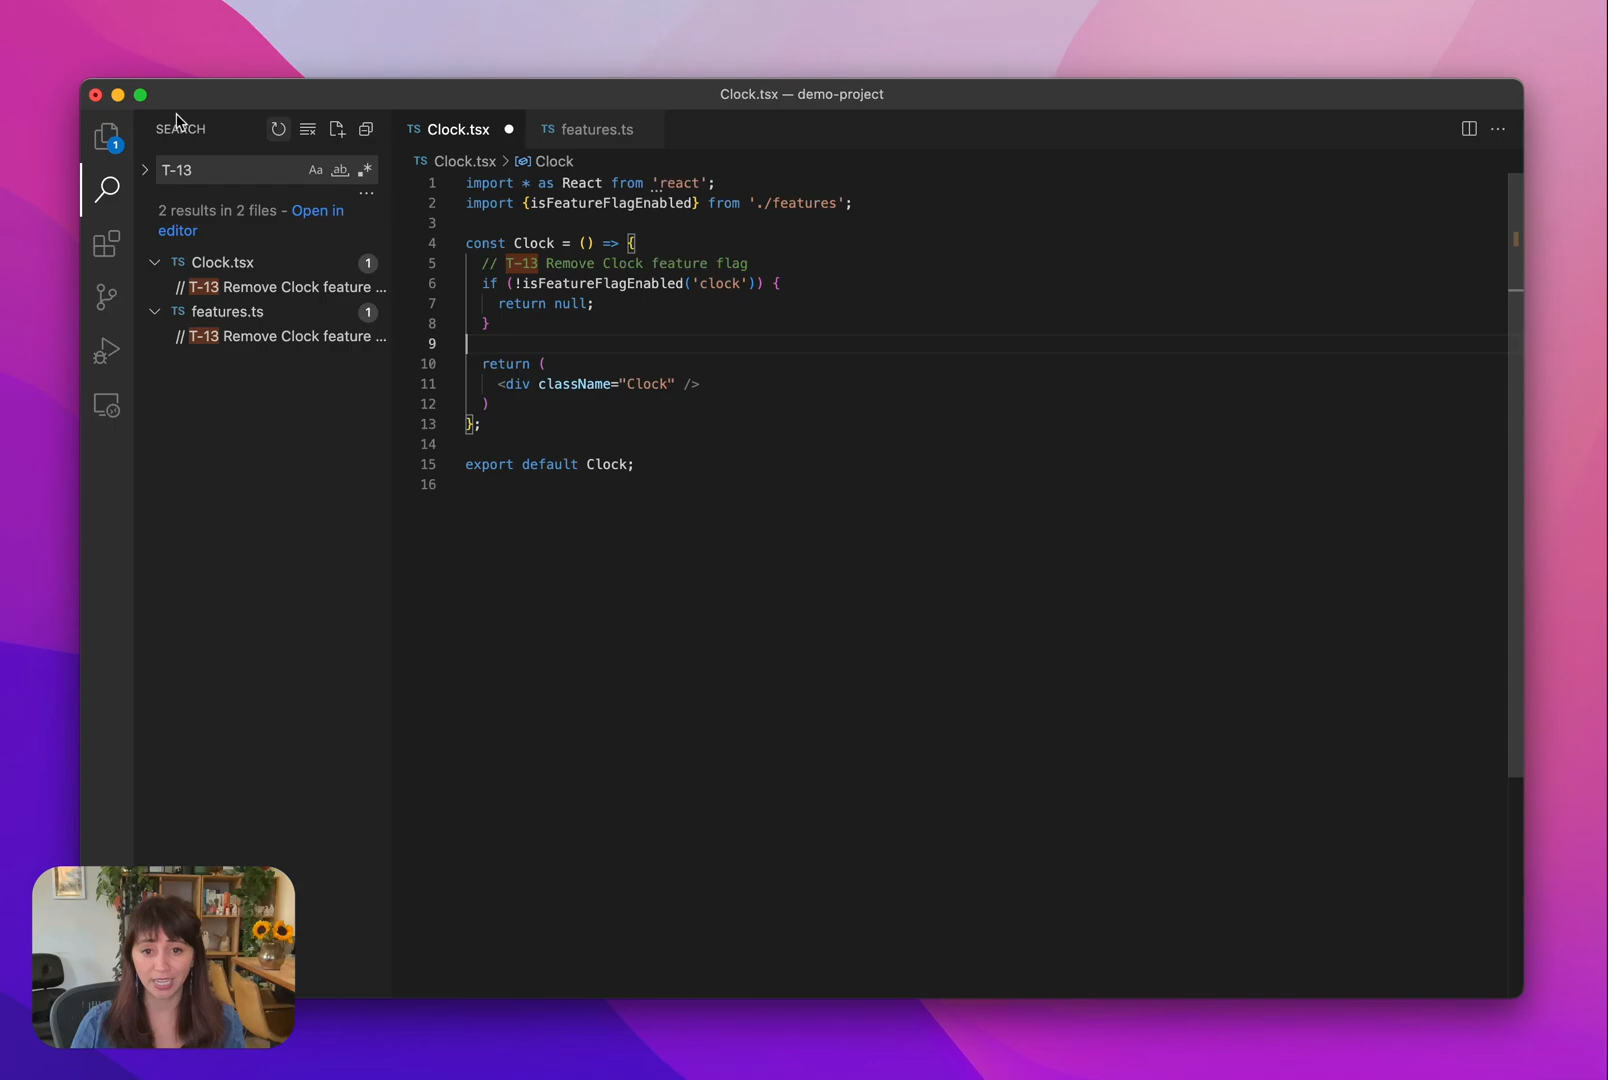 Clock.tsx — demo-project
SEARCH
T-13
Aa ab .*
2 results in 2 files - Open in
editor
TS Clock.tsx 1
// T-13 Remove Clock feature ...
TS features.ts 1
// T-13 Remove Clock feature ...
1
TS Clock.tsx
TS features.ts
TS Clock.tsx > Clock
1 import * as React from 'react';
2 import {isFeatureFlagEnabled} from './features';
3
4 const Clock = () => {
5 // T-13 Remove Clock feature flag
6 if (!isFeatureFlagEnabled('clock')) {
7 return null;
8 }
9
10 return (
11 <div className="Clock" />
12 )
13 };
14
15 export default Clock;
16